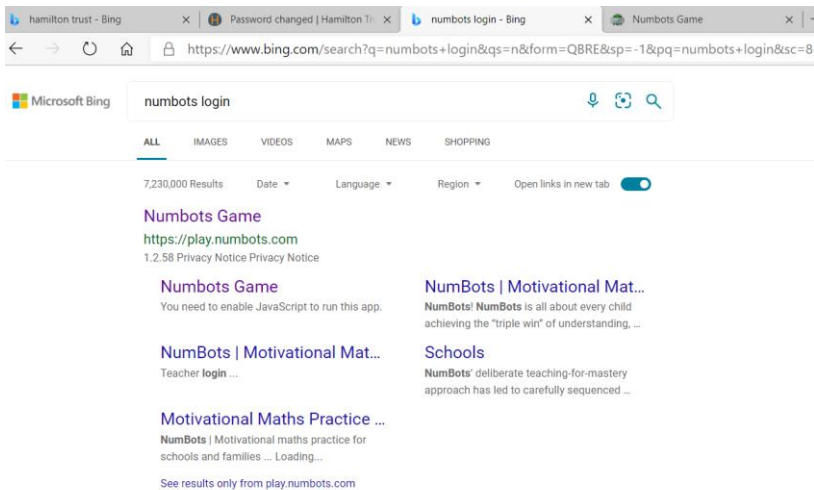 hamilton trust - Bing
Password changed | Hamilton Tr
numbots login - Bing
Numbots Game
https://www.bing.com/search?q=numbots+login&qs=n&form=QBRE&sp=-1&pq=numbots+login&sc=8
Microsoft Bing
numbots login
ALL IMAGES VIDEOS MAPS NEWS SHOPPING
7,230,000 Results Date Language Region Open links in new tab
Numbots Game
https://play.numbots.com
1.2.58 Privacy Notice Privacy Notice
Numbots Game
You need to enable JavaScript to run this app.
NumBots | Motivational Mat...
NumBots! NumBots is all about every child
achieving the "triple win" of understanding, ...
NumBots | Motivational Mat...
Teacher login ...
Schools
NumBots' deliberate teaching-for-mastery
approach has led to carefully sequenced ...
Motivational Maths Practice ...
NumBots | Motivational maths practice for
schools and families ... Loading...
See results only from play.numbots.com